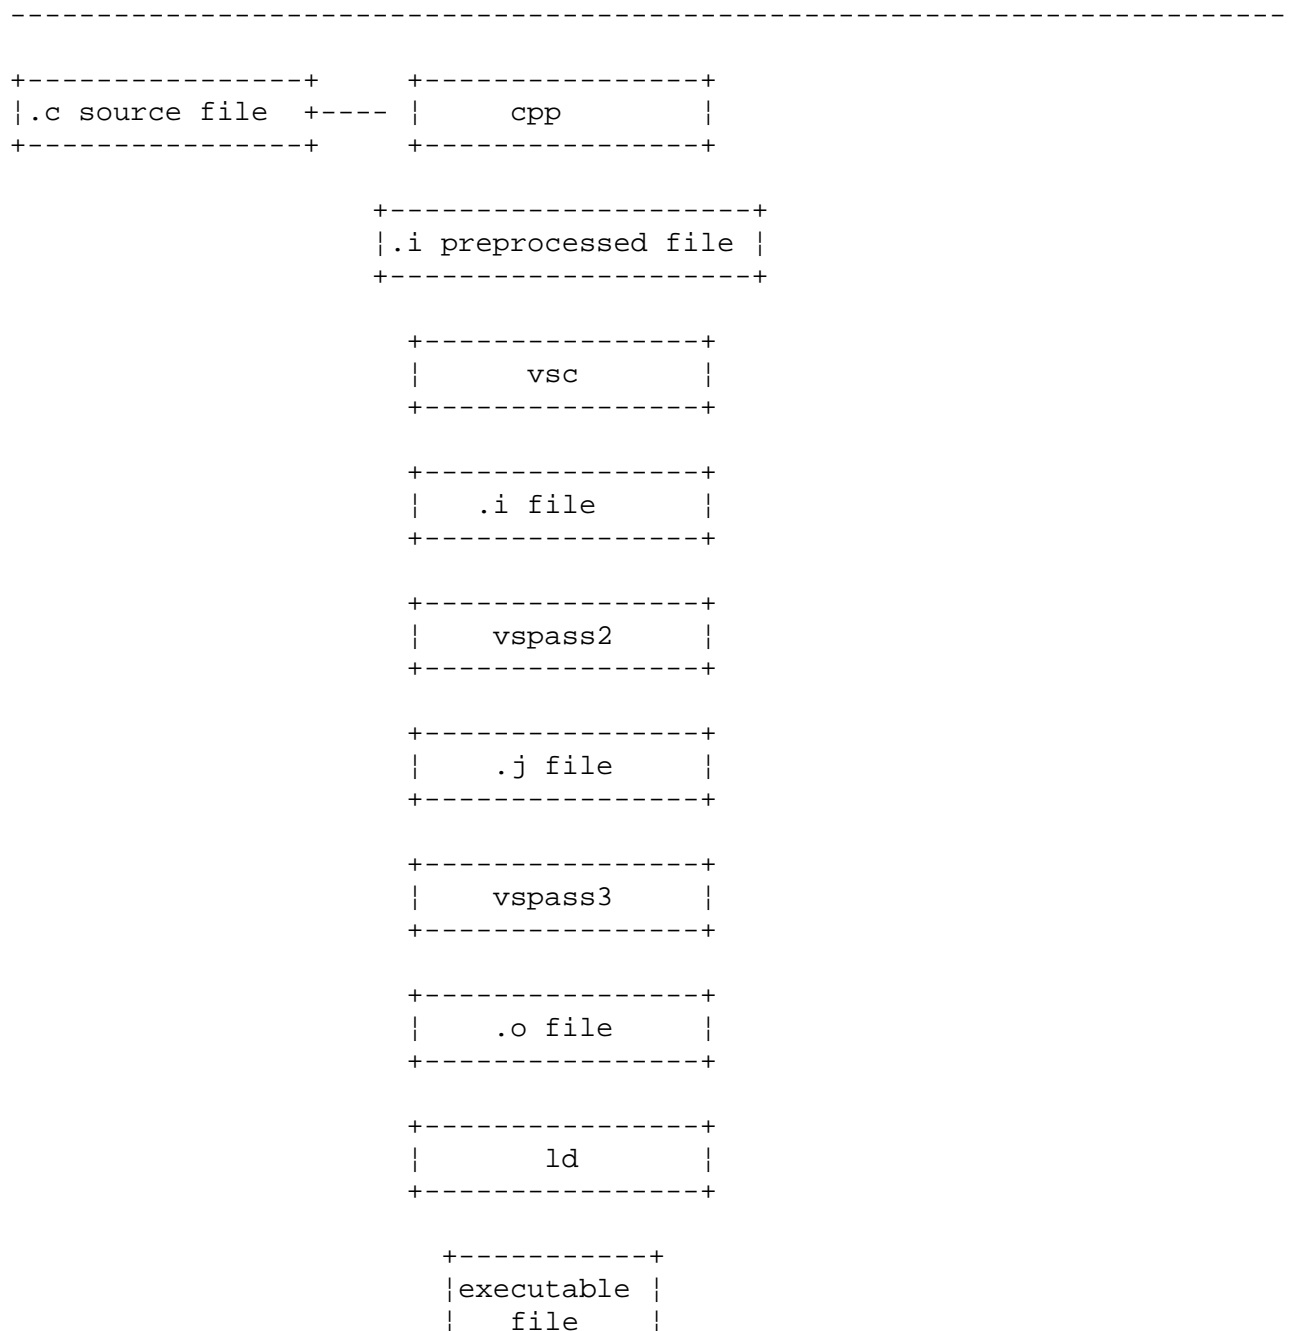 .c source file
cpp
.i preprocessed file
vsc
.i file
vspass2
.j file
vspass3
.o file
ld
executable
file